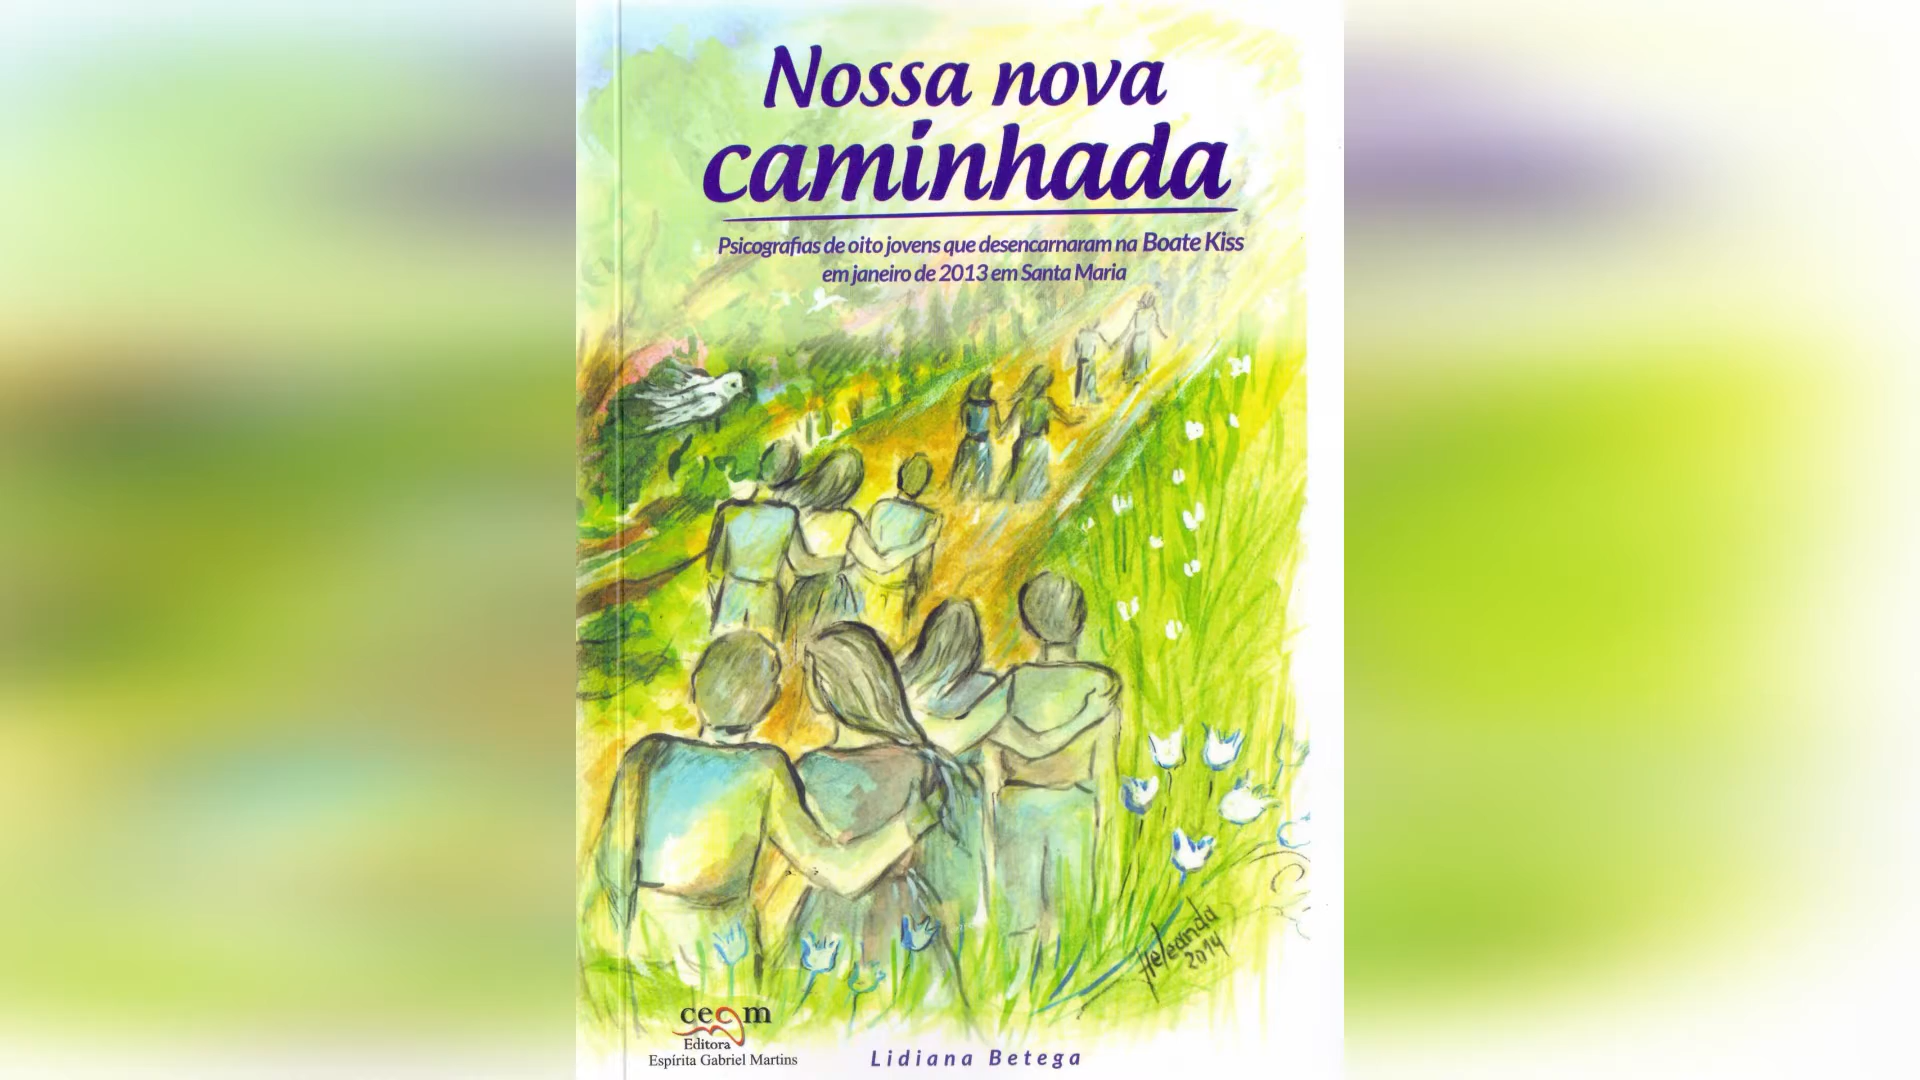 Nossa nova
caminhada
Psicografias de oito jovens que desencarnaram na Boate Kiss
em janeiro de 2013 em Santa Maria
Heleanda
2014
cegm
Editora
Espírita Gabriel Martins
Lidiana Betega